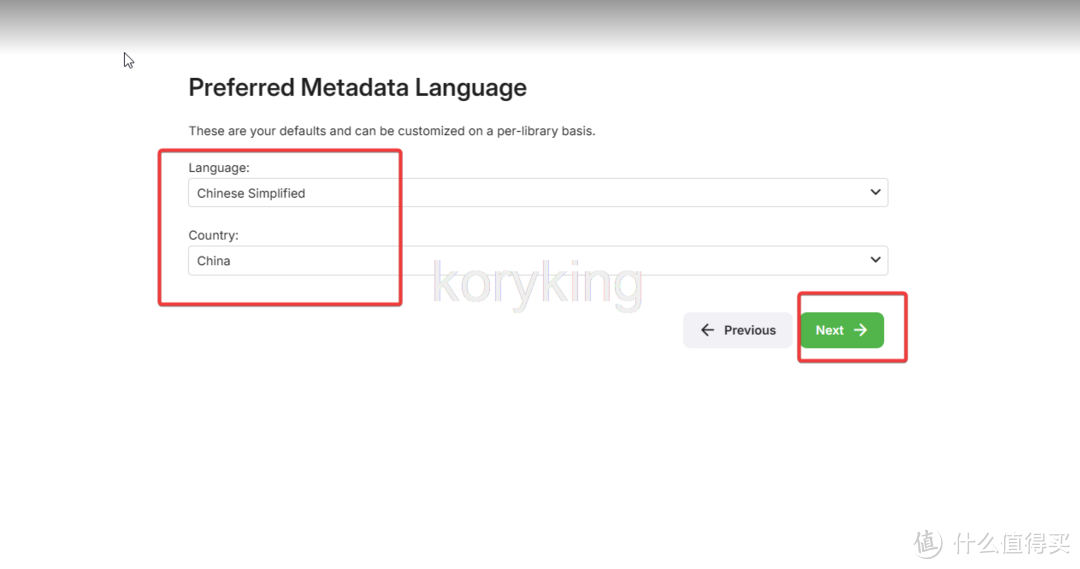 Preferred Metadata Language
These are your defaults and can be customized on a per-library basis.
Language:
Chinese Simplified
Country:
China
koryking
Previous
Next
值 什么值得买